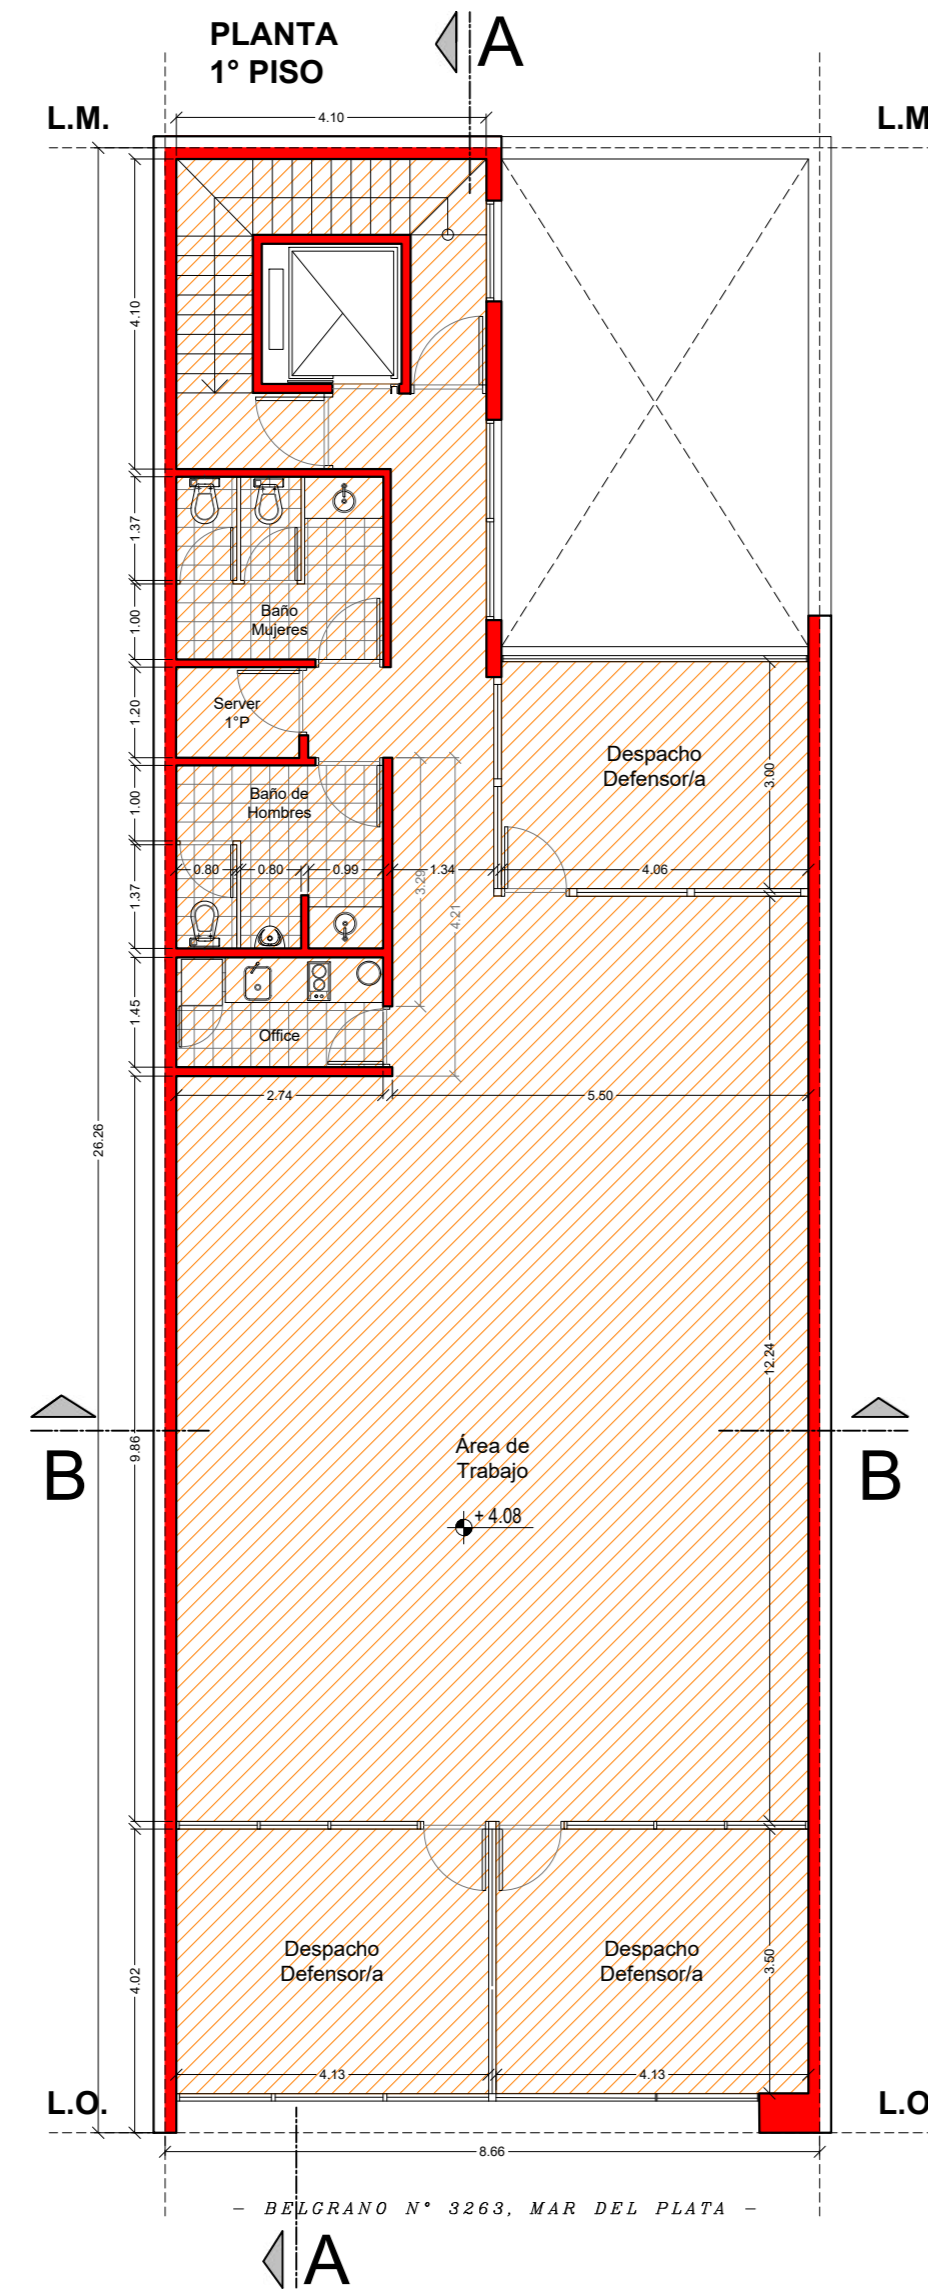 PLANTA
1° PISO
A
L.M.
L.M
4.10
4.10
1.37
1.00
Baño
Mujeres
1.20
Server
1°P
Despacho
Defensor/a
3.00
1.00
Baño de
Hombres
0.80
0.80
0.99
1.34
4.06
3.29
4.21
1.37
1.45
Office
2.74
5.50
26.26
12.24
9.86
B
B
Área de
Trabajo
+ 4.08
Despacho
Defensor/a
Despacho
Defensor/a
4.02
3.50
4.13
4.13
L.O.
L.O
8.66
– BELGRANO N° 3263, MAR DEL PLATA –
A